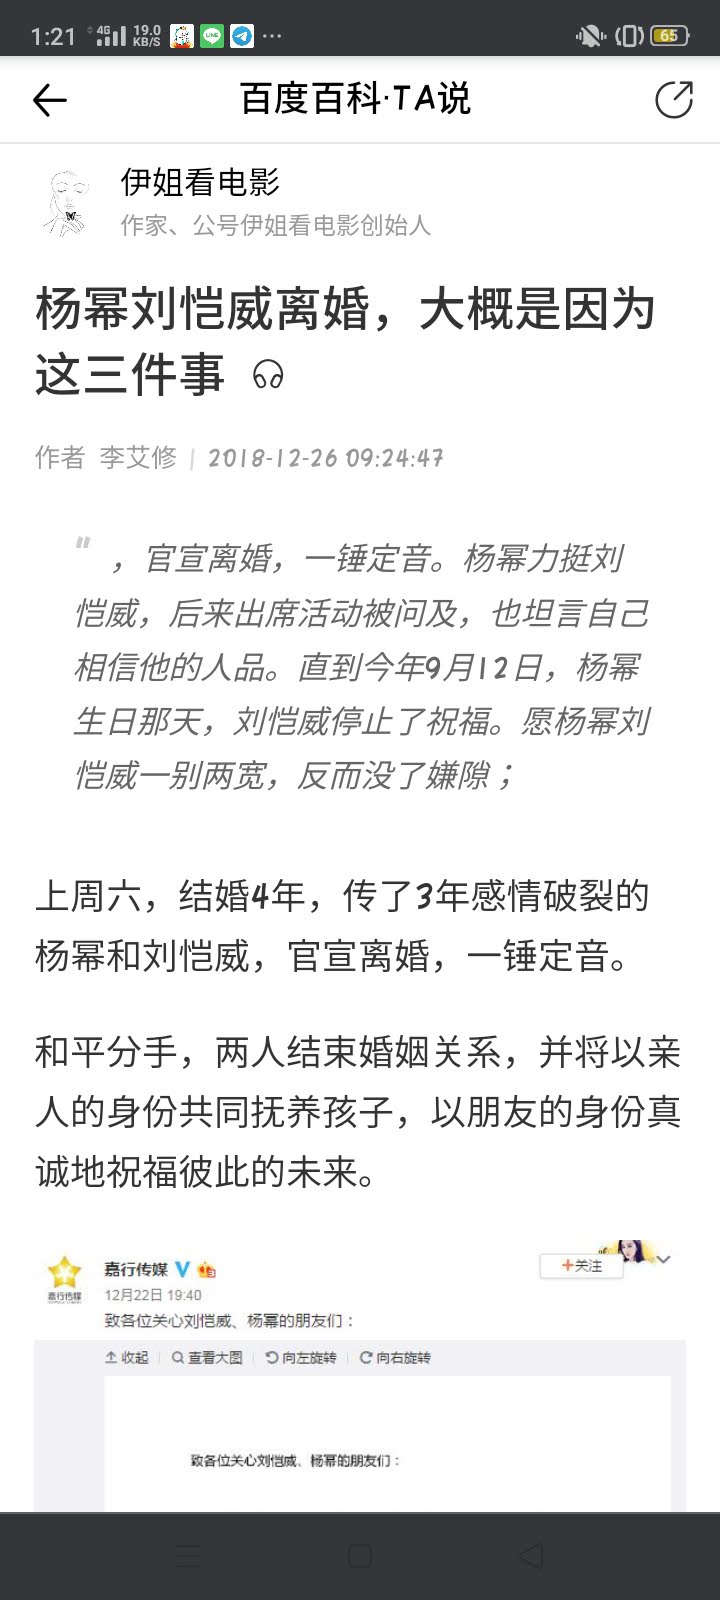 1:21 4G 19.0 KB/S LINE ··· 65
百度百科·TA说
伊姐看电影
作家、公号伊姐看电影创始人
杨幂刘恺威离婚，大概是因为
这三件事
作者 李艾修 | 2018-12-26 09:24:47
" ，官宣离婚，一锤定音。杨幂力挺刘
恺威，后来出席活动被问及，也坦言自己
相信他的人品。直到今年9月12日，杨幂
生日那天，刘恺威停止了祝福。愿杨幂刘
恺威一别两宽，反而没了嫌隙；
上周六，结婚4年，传了3年感情破裂的
杨幂和刘恺威，官宣离婚，一锤定音。
和平分手，两人结束婚姻关系，并将以亲
人的身份共同抚养孩子，以朋友的身份真
诚地祝福彼此的未来。
嘉行传媒 V
+关注
嘉行传媒
12月22日 19:40
致各位关心刘恺威、杨幂的朋友们：
收起 | 查看大图 | 向左旋转 | 向右旋转
致各位关心刘恺威、杨幂的朋友们：